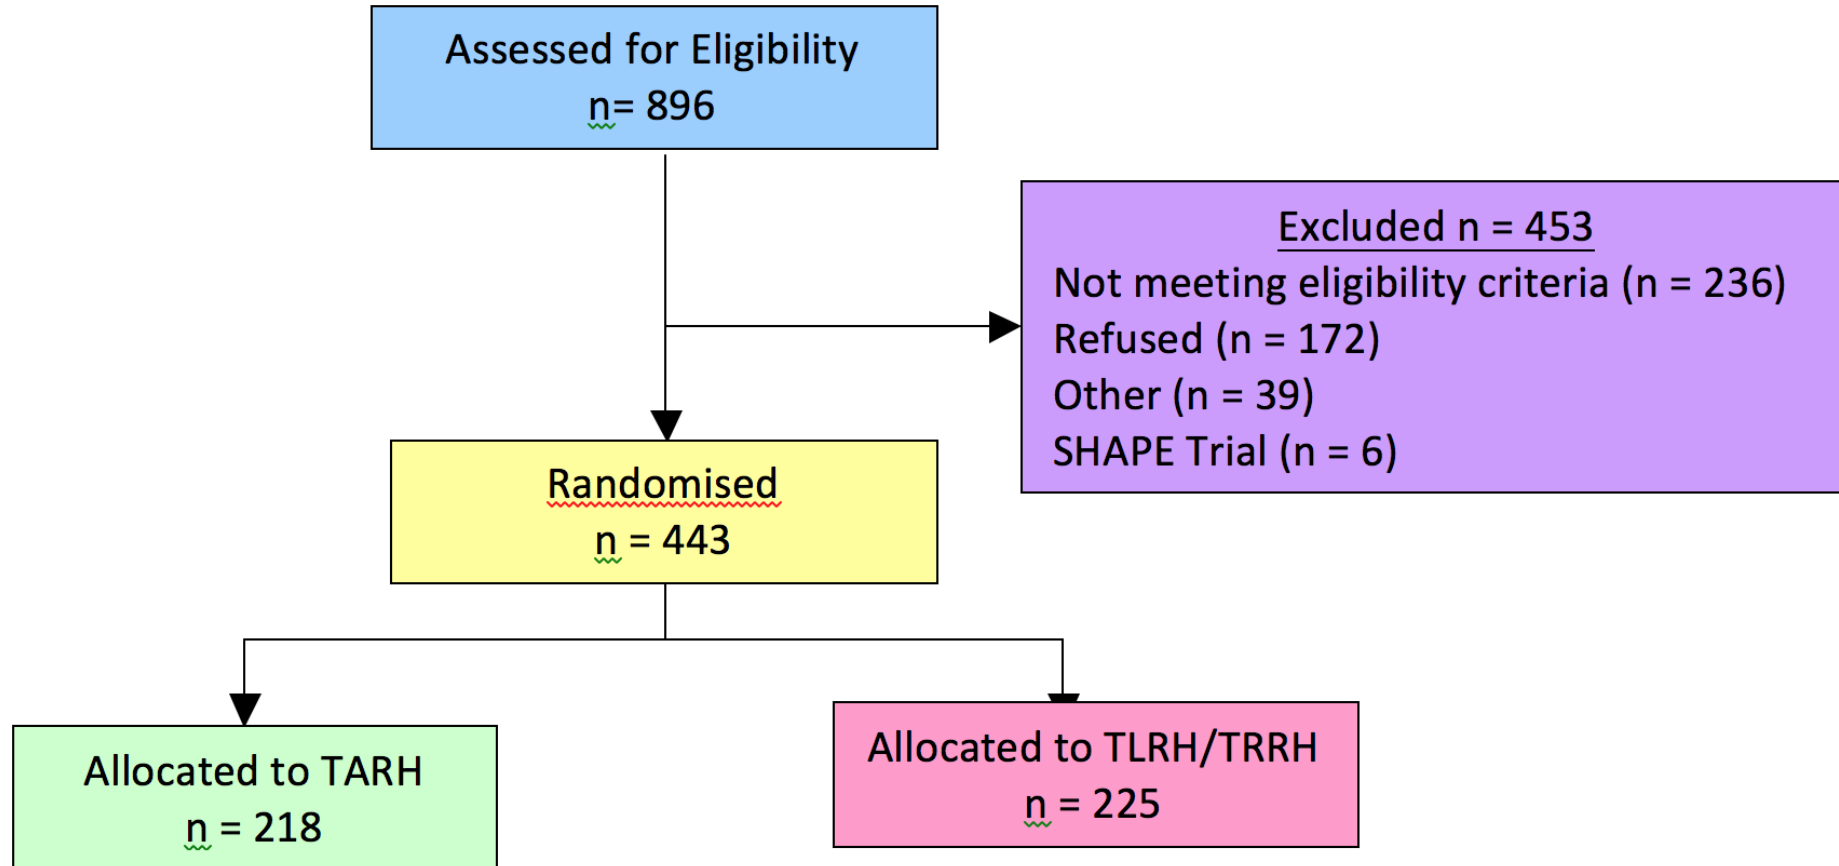 Assessed for Eligibility
n= 896
Excluded n = 453
Not meeting eligibility criteria (n = 236)
Refused (n = 172)
Other (n = 39)
SHAPE Trial (n = 6)
Randomised
n = 443
Allocated to TARH
n = 218
Allocated to TLRH/TRRH
n = 225